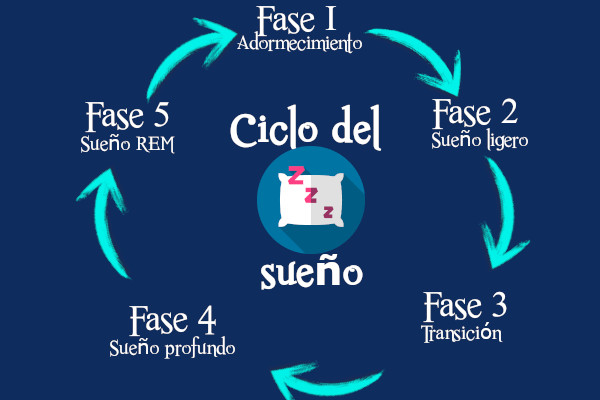 Fase 1
Adormecimiento
Fase 2
Sueño ligero
Fase 3
Transición
Fase 4
Sueño profundo
Fase 5
Sueño REM
Ciclo del
z
z
z
sueño